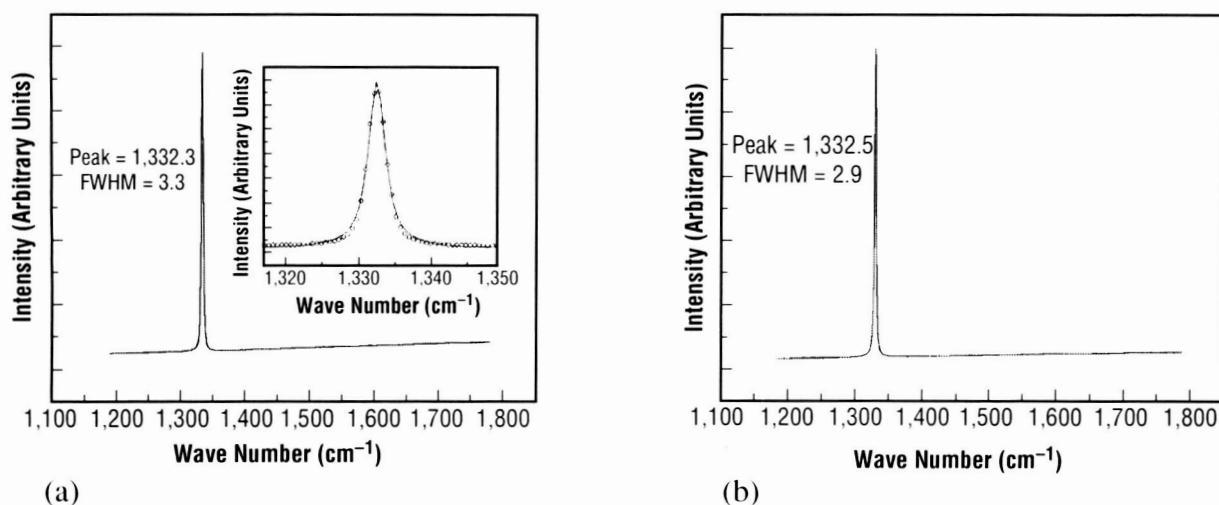 Intensity (Arbitrary Units)
Peak = 1,332.3
FWHM = 3.3
Intensity (Arbitrary Units)
1,320 1,330 1,340 1,350
Wave Number (cm⁻¹)
1,100 1,200 1,300 1,400 1,500 1,600 1,700 1,800
Wave Number (cm⁻¹)
(a)
Intensity (Arbitrary Units)
Peak = 1,332.5
FWHM = 2.9
1,100 1,200 1,300 1,400 1,500 1,600 1,700 1,800
Wave Number (cm⁻¹)
(b)